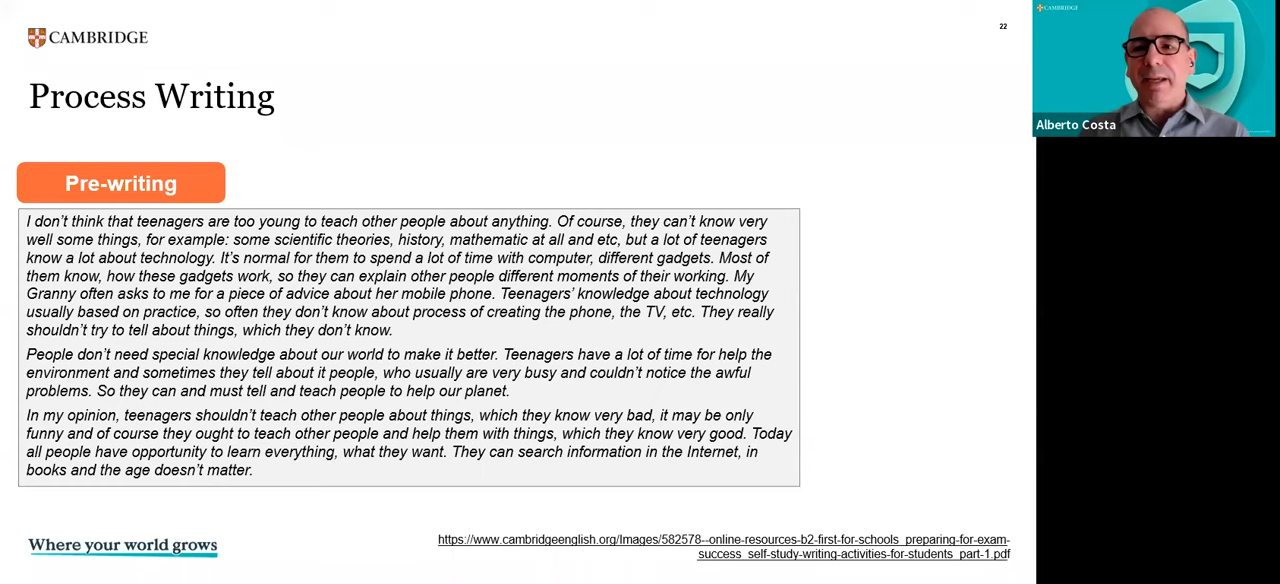 CAMBRIDGE
22
CAMBRIDGE
Process Writing
Alberto Costa
Pre-writing
I don't think that teenagers are too young to teach other people about anything. Of course, they can't know very
well some things, for example: some scientific theories, history, mathematic at all and etc, but a lot of teenagers
know a lot about technology. It's normal for them to spend a lot of time with computer, different gadgets. Most of
them know, how these gadgets work, so they can explain other people different moments of their working. My
Granny often asks to me for a piece of advice about her mobile phone. Teenagers' knowledge about technology
usually based on practice, so often they don't know about process of creating the phone, the TV, etc. They really
shouldn't try to tell about things, which they don't know.
People don't need special knowledge about our world to make it better. Teenagers have a lot of time for help the
environment and sometimes they tell about it people, who usually are very busy and couldn't notice the awful
problems. So they can and must tell and teach people to help our planet.
In my opinion, teenagers shouldn't teach other people about things, which they know very bad, it may be only
funny and of course they ought to teach other people and help them with things, which they know very good. Today
all people have opportunity to learn everything, what they want. They can search information in the Internet, in
books and the age doesn't matter.
Where your world grows
https://www.cambridgeenglish.org/Images/582578--online-resources-b2-first-for-schools_preparing-for-exam-
success_self-study-writing-activities-for-students_part-1.pdf